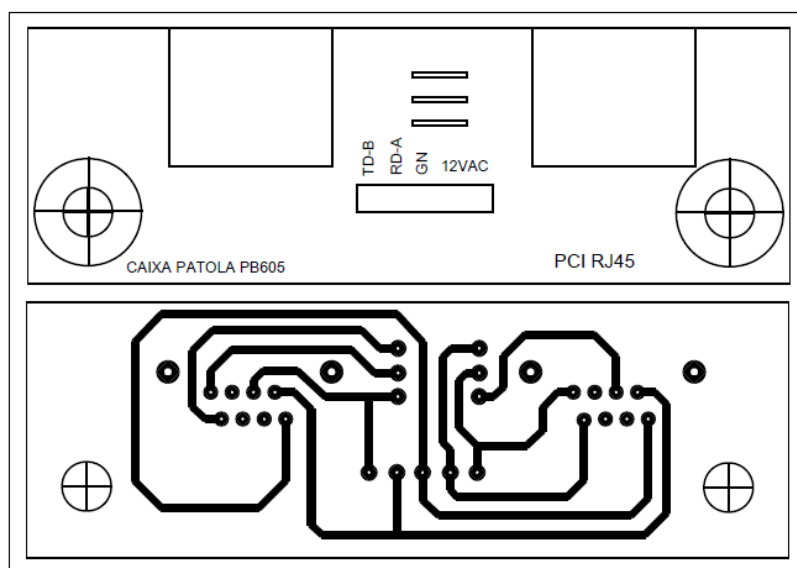 TD-B
RD-A
GN
12VAC
CAIXA PATOLA PB605
PCI RJ45